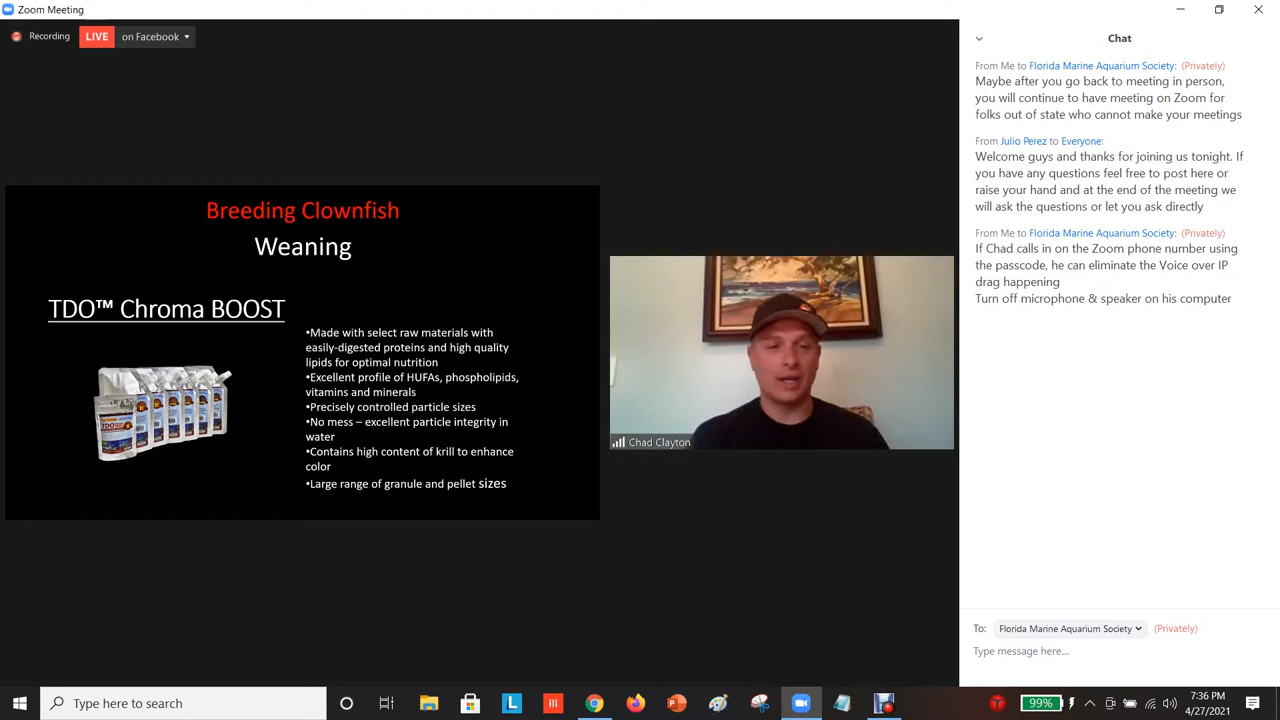 Zoom Meeting
Recording
LIVE
on Facebook
Breeding Clownfish
Weaning
TDO™ Chroma BOOST
•Made with select raw materials with
easily-digested proteins and high quality
lipids for optimal nutrition
•Excellent profile of HUFAs, phospholipids,
vitamins and minerals
•Precisely controlled particle sizes
•No mess – excellent particle integrity in
water
•Contains high content of krill to enhance
color
•Large range of granule and pellet sizes
TDO
Chad Clayton
Chat
From Me to Florida Marine Aquarium Society: (Privately)
Maybe after you go back to meeting in person,
you will continue to have meeting on Zoom for
folks out of state who cannot make your meetings
From Julio Perez to Everyone:
Welcome guys and thanks for joining us tonight. If
you have any questions feel free to post here or
raise your hand and at the end of the meeting we
will ask the questions or let you ask directly
From Me to Florida Marine Aquarium Society: (Privately)
If Chad calls in on the Zoom phone number using
the passcode, he can eliminate the Voice over IP
drag happening
Turn off microphone & speaker on his computer
To: Florida Marine Aquarium Society (Privately)
Type message here...
Type here to search
L
99%
7:36 PM
4/27/2021